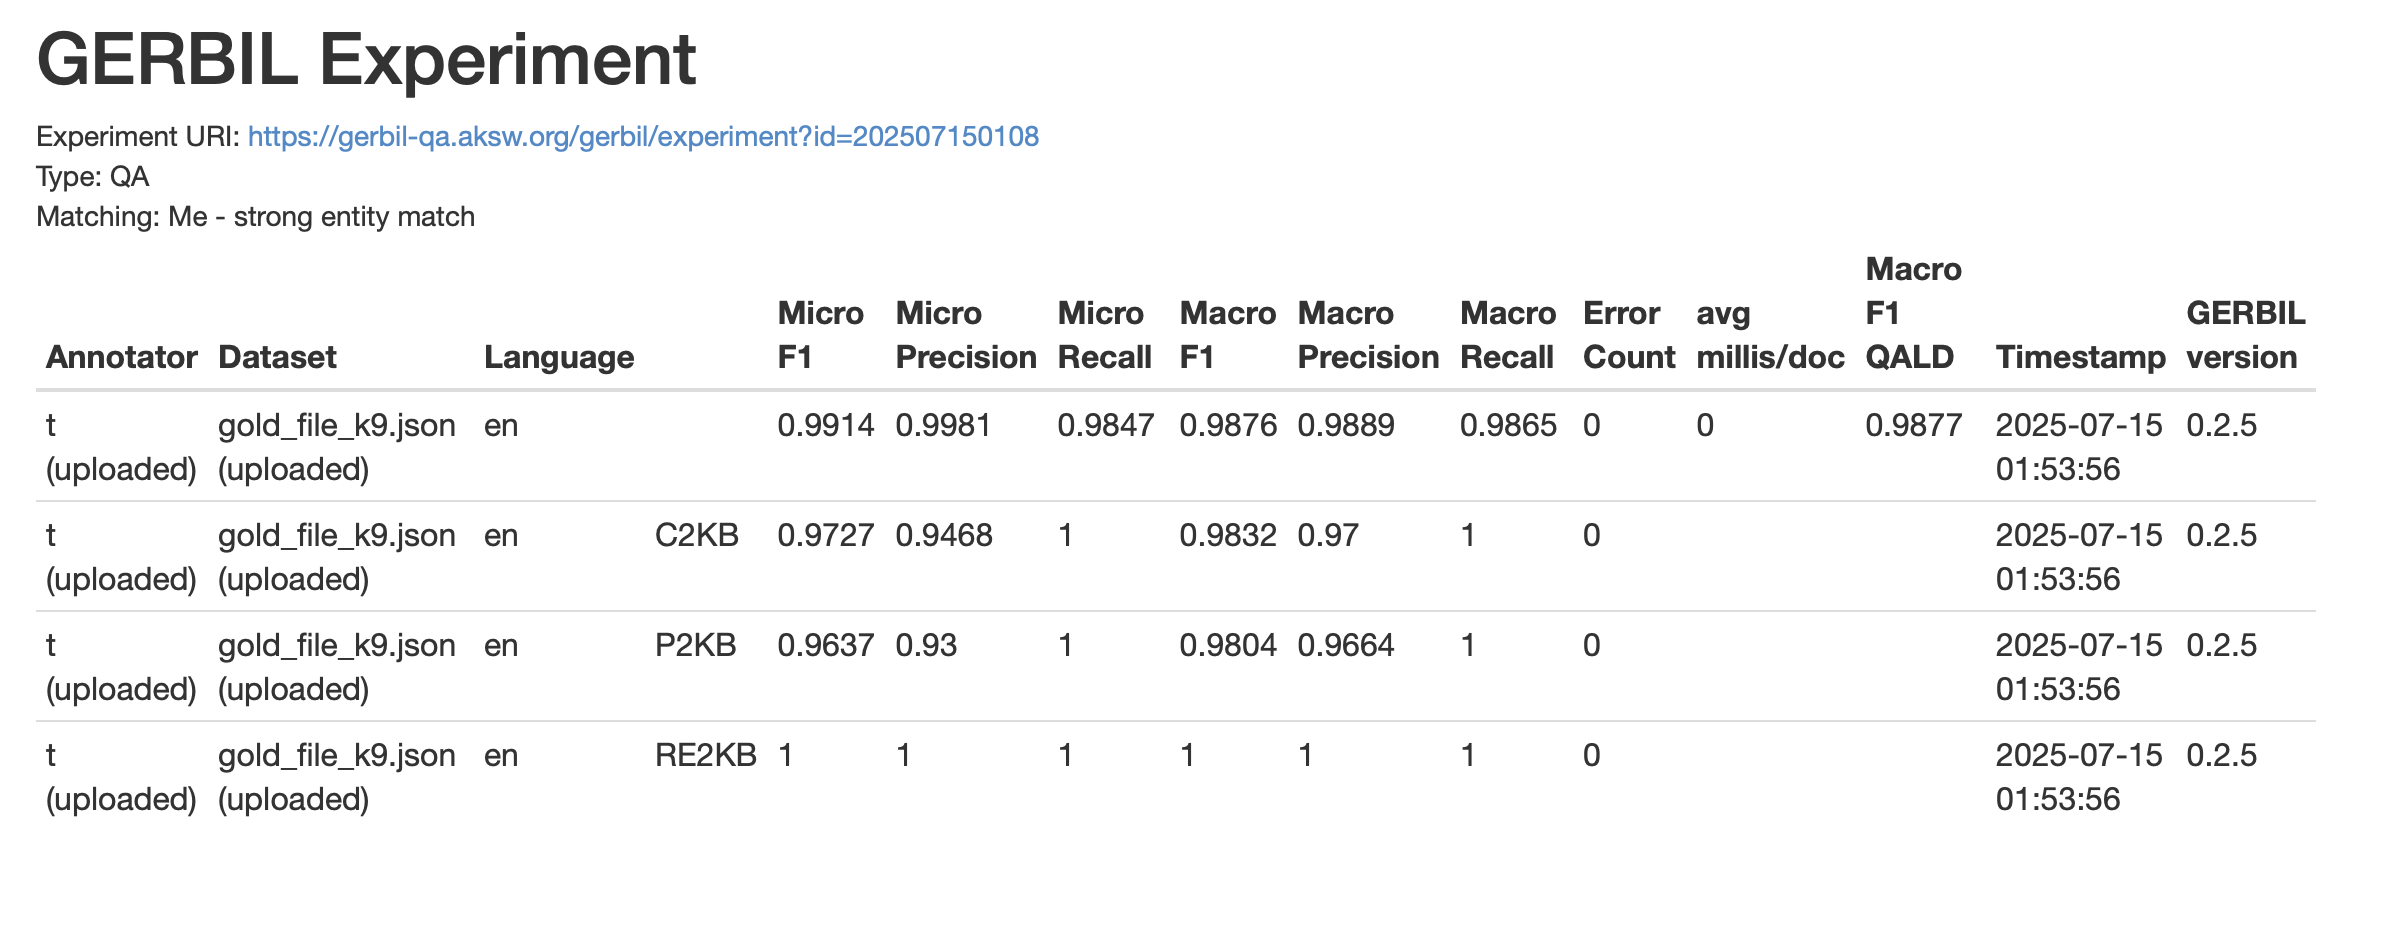 GERBIL Experiment
Experiment URI: https://gerbil-qa.aksw.org/gerbil/experiment?id=202507150108
Type: QA
Matching: Me - strong entity match
Annotator Dataset Language Micro F1 Micro Precision Micro Recall Macro F1 Macro Precision Macro Recall Error Count avg millis/doc Macro F1 QALD Timestamp GERBIL version
t (uploaded) gold_file_k9.json (uploaded) en 0.9914 0.9981 0.9847 0.9876 0.9889 0.9865 0 0 0.9877 2025-07-15 01:53:56 0.2.5
t (uploaded) gold_file_k9.json (uploaded) en C2KB 0.9727 0.9468 1 0.9832 0.97 1 0 2025-07-15 01:53:56 0.2.5
t (uploaded) gold_file_k9.json (uploaded) en P2KB 0.9637 0.93 1 0.9804 0.9664 1 0 2025-07-15 01:53:56 0.2.5
t (uploaded) gold_file_k9.json (uploaded) en RE2KB 1 1 1 1 1 1 0 2025-07-15 01:53:56 0.2.5